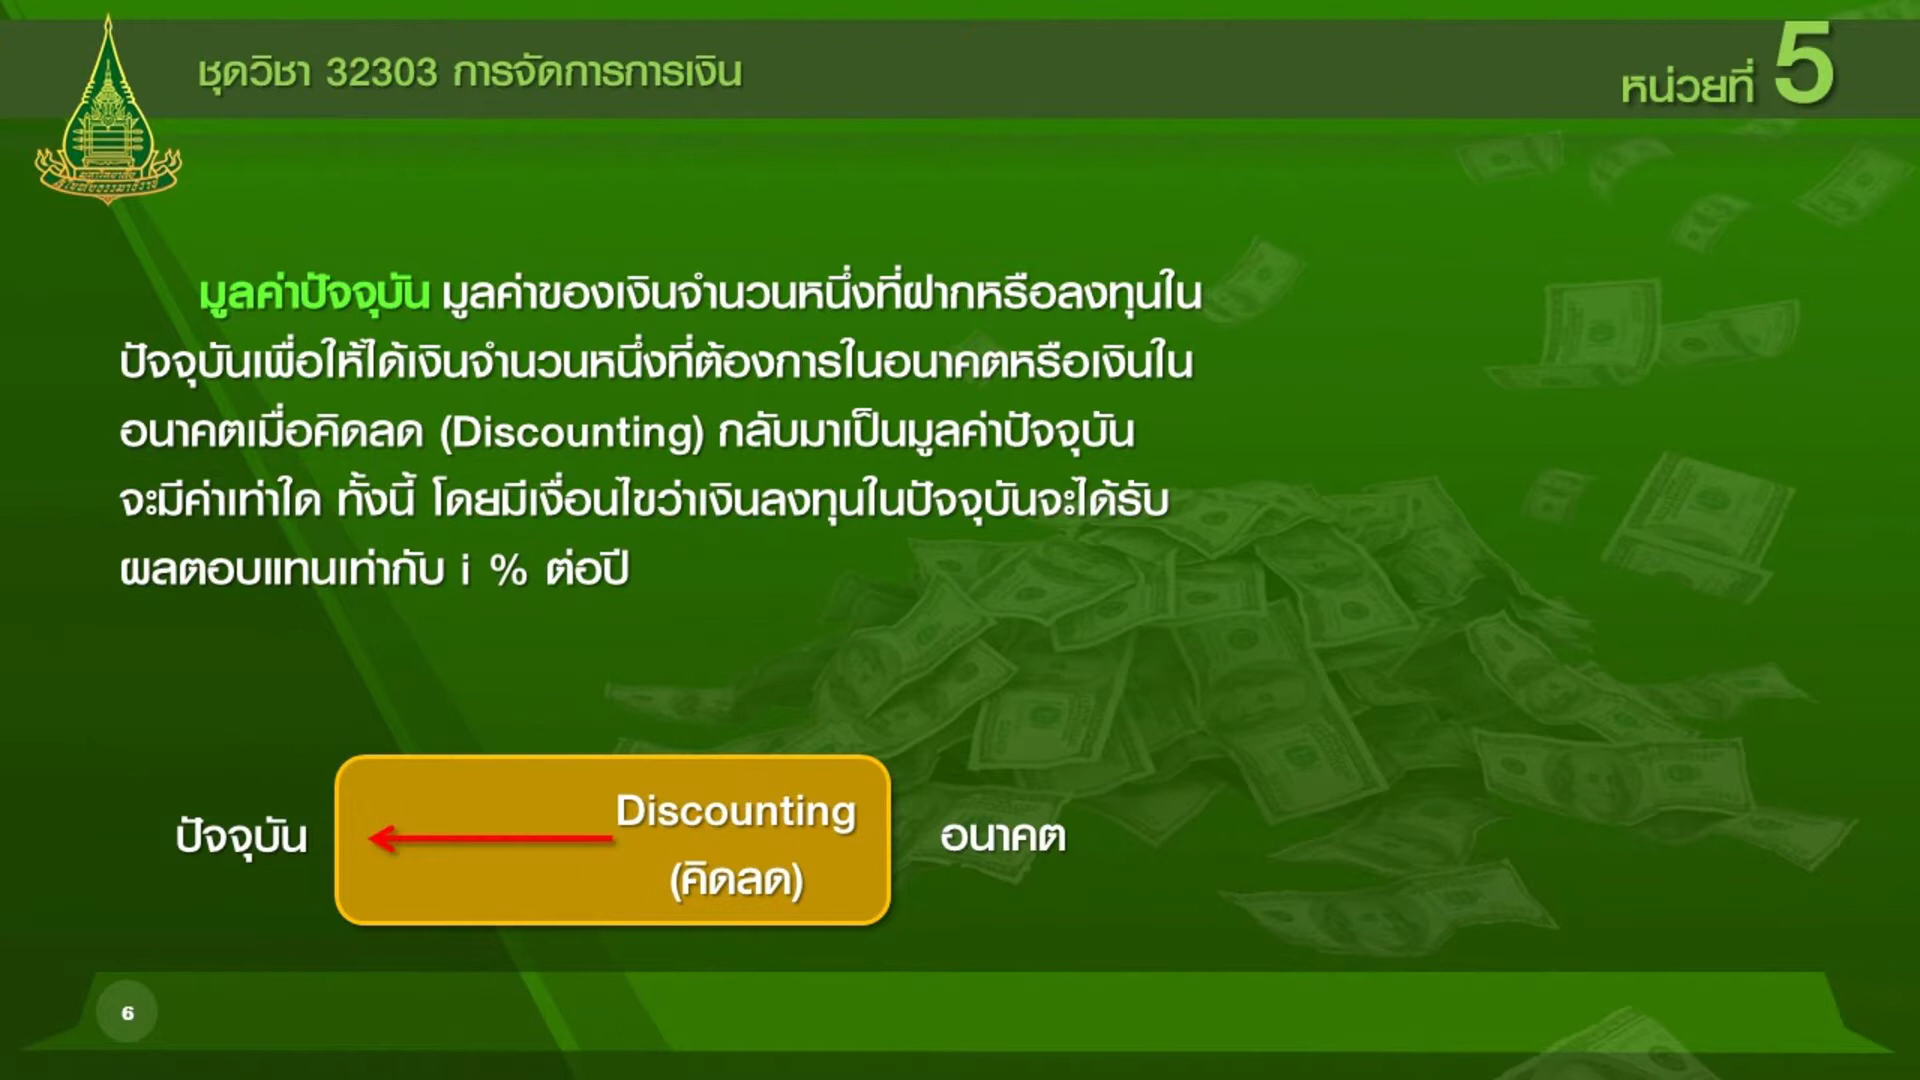 ชุดวิชา 32303 การจัดการการเงิน
หน่วยที่ 5
มูลค่าปัจจุบัน มูลค่าของเงินจำนวนหนึ่งที่ฝากหรือลงทุนใน
ปัจจุบันเพื่อให้ได้เงินจำนวนหนึ่งที่ต้องการในอนาคตหรือเงินใน
อนาคตเมื่อคิดลด (Discounting) กลับมาเป็นมูลค่าปัจจุบัน
จะมีค่าเท่าใด ทั้งนี้ โดยมีเงื่อนไขว่าเงินลงทุนในปัจจุบันจะได้รับ
ผลตอบแทนเท่ากับ i % ต่อปี
ปัจจุบัน
Discounting
(คิดลด)
อนาคต
6